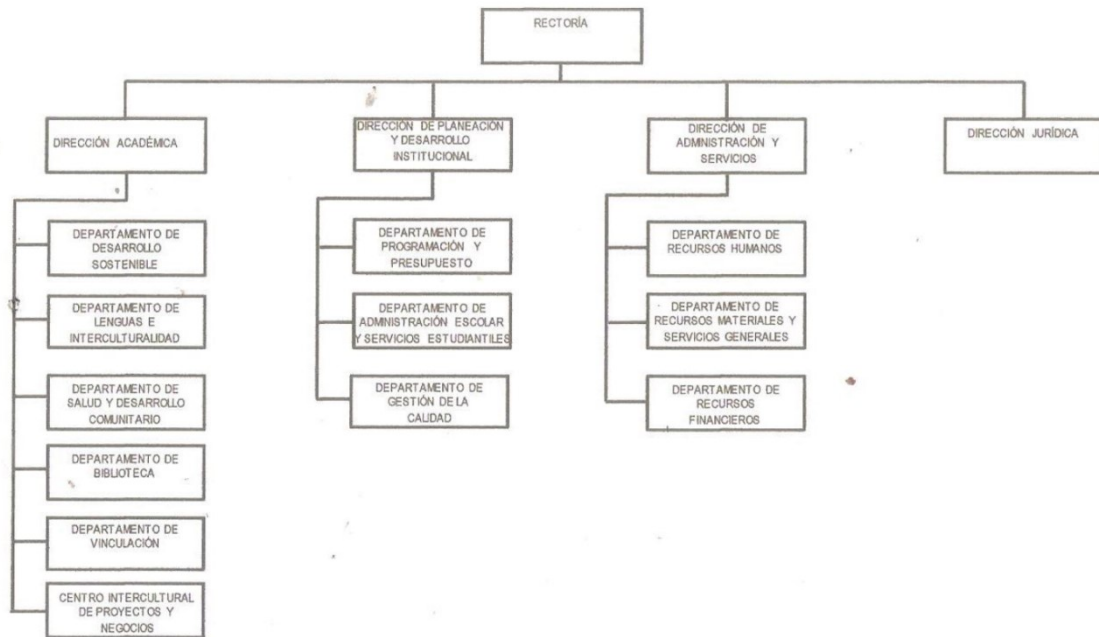 RECTORÍA
DIRECCIÓN ACADÉMICA
DIRECCIÓN DE PLANEACIÓN
Y DESARROLLO
INSTITUCIONAL
DIRECCIÓN DE
ADMINISTRACIÓN Y
SERVICIOS
DIRECCIÓN JURÍDICA
DEPARTAMENTO DE
DESARROLLO
SOSTENIBLE
DEPARTAMENTO DE
LENGUAS E
INTERCULTURALIDAD
DEPARTAMENTO DE
SALUD Y DESARROLLO
COMUNITARIO
DEPARTAMENTO DE
BIBLIOTECA
DEPARTAMENTO DE
VINCULACIÓN
CENTRO INTERCULTURAL
DE PROYECTOS Y
NEGOCIOS
DEPARTAMENTO DE
PROGRAMACIÓN Y
PRESUPUESTO
DEPARTAMENTO DE
ADMINISTRACIÓN ESCOLAR
Y SERVICIOS ESTUDIANTILES
DEPARTAMENTO DE
GESTIÓN DE LA
CALIDAD
DEPARTAMENTO DE
RECURSOS HUMANOS
DEPARTAMENTO DE
RECURSOS MATERIALES Y
SERVICIOS GENERALES
DEPARTAMENTO DE
RECURSOS
FINANCIEROS